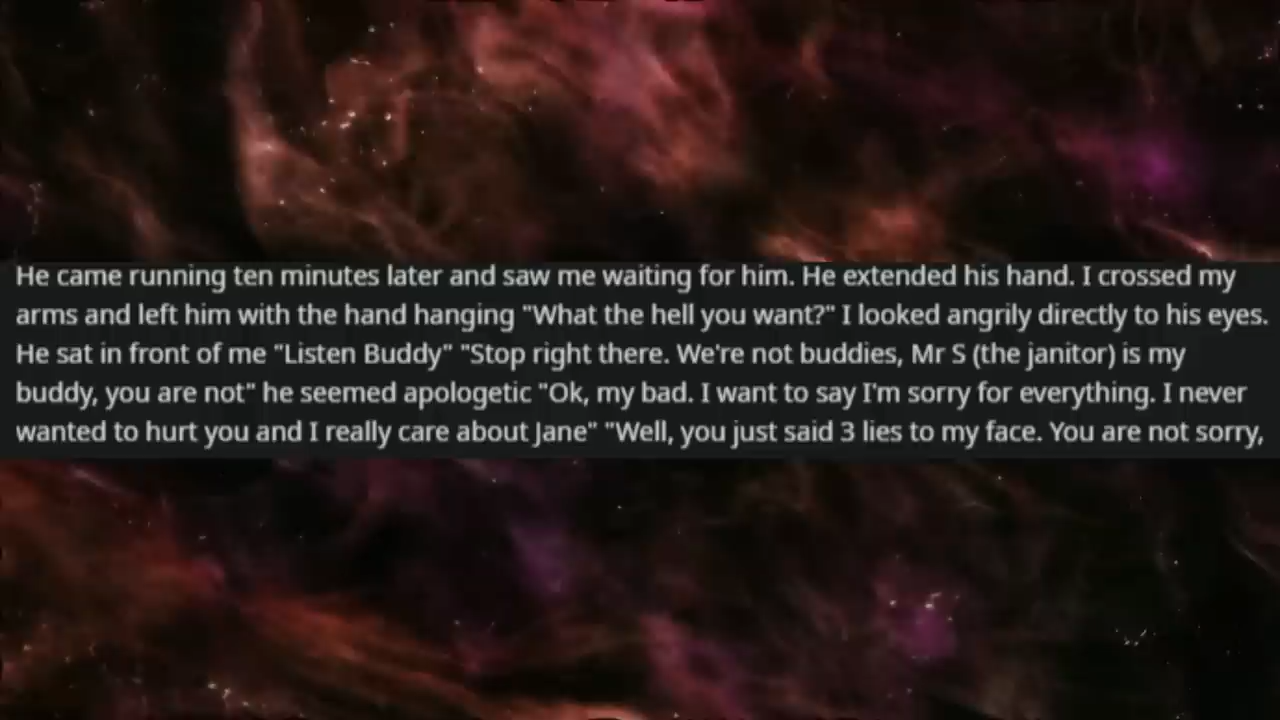 He came running ten minutes later and saw me waiting for him. He extended his hand. I crossed my
arms and left him with the hand hanging "What the hell you want?" I looked angrily directly to his eyes.
He sat in front of me "Listen Buddy" "Stop right there. We're not buddies, Mr S (the janitor) is my
buddy, you are not" he seemed apologetic "Ok, my bad. I want to say I'm sorry for everything. I never
wanted to hurt you and I really care about Jane" "Well, you just said 3 lies to my face. You are not sorry,